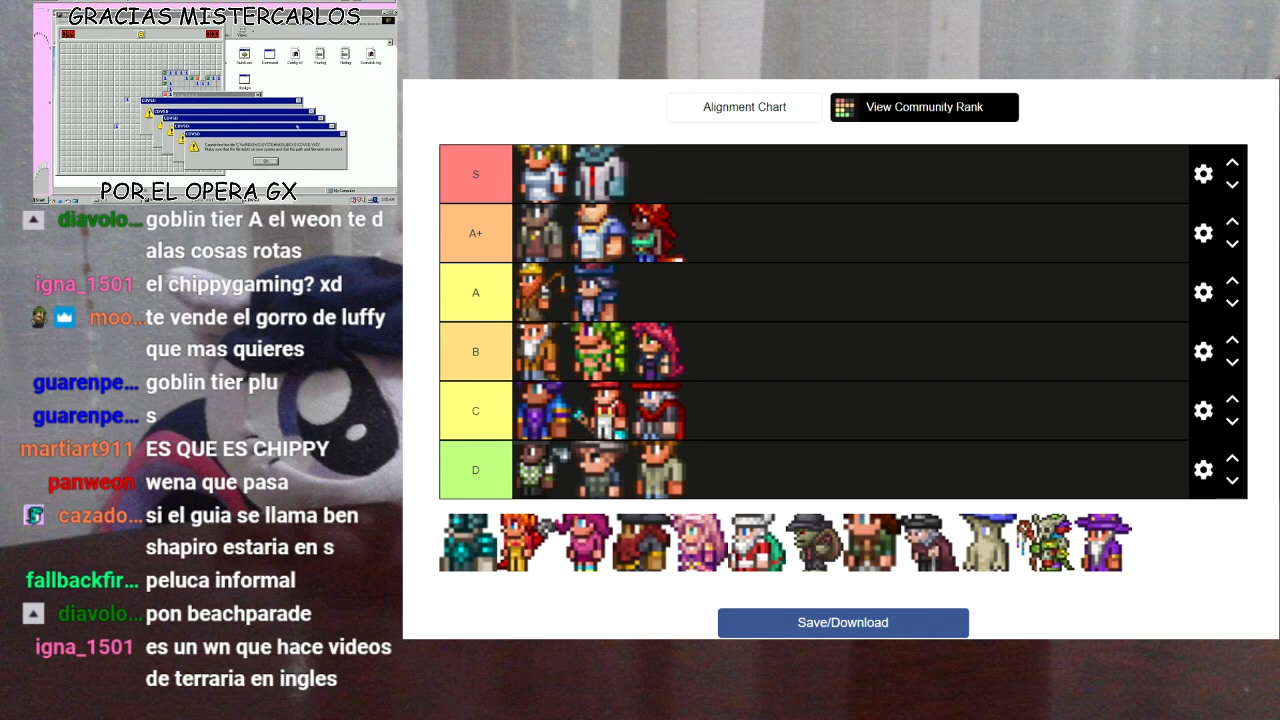 GRACIAS MISTERCARLOS
POR EL OPERA GX
diavolo... goblin tier A el weon te d
alas cosas rotas
igna_1501 el chippygaming? xd
moo... te vende el gorro de luffy
que mas quieres
guarenpe... goblin tier plu
guarenpe... s
martiart911 ES QUE ES CHIPPY
panweon wena que pasa
cazado... si el guia se llama ben
shapiro estaria en s
fallbackfir... peluca informal
diavolo... pon beachparade
igna_1501 es un wn que hace videos
de terraria en ingles
Alignment Chart
View Community Rank
S
A+
A
B
C
D
Save/Download